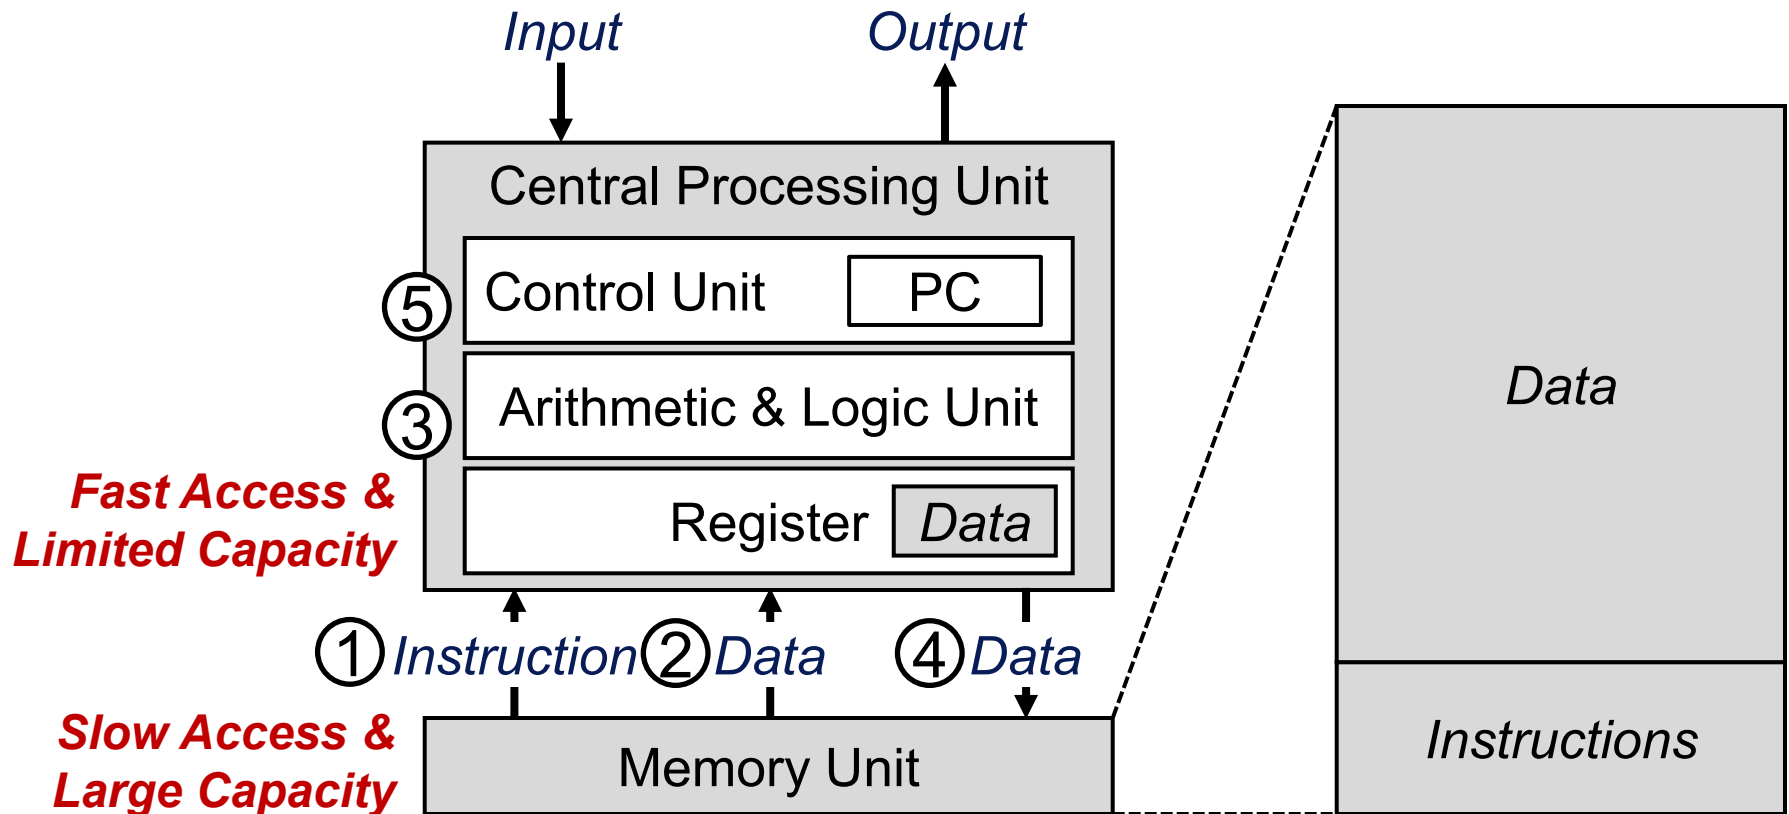 Input
Output
Central Processing Unit
⑤
Control Unit
PC
③
Arithmetic & Logic Unit
Fast Access &
Limited Capacity
Register
Data
① Instruction
② Data
④ Data
Slow Access &
Large Capacity
Memory Unit
Data
Instructions